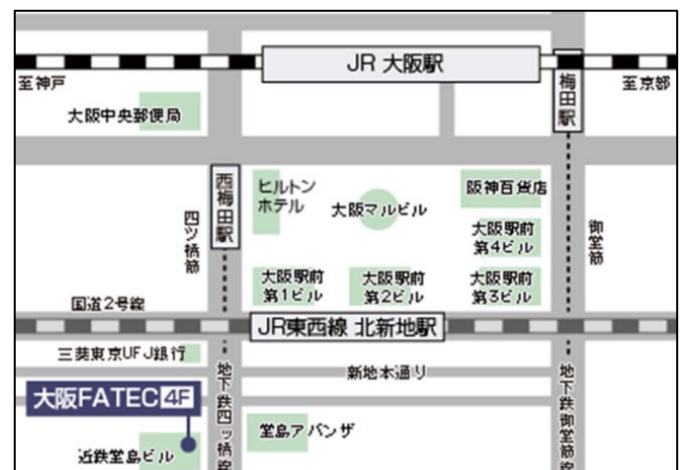 JR 大阪駅
至神戸
梅田駅
至京都
大阪中央郵便局
西梅田駅
ヒルトン
ホテル
大阪マルビル
阪神百貨店
大阪駅前
第4ビル
四ツ橋筋
御堂筋
大阪駅前
第1ビル
大阪駅前
第2ビル
大阪駅前
第3ビル
国道2号線
JR東西線 北新地駅
三菱東京UFJ銀行
新地本通り
大阪FATEC 4F
地下鉄四ッ橋線
地下鉄御堂筋線
堂島アバンザ
近鉄堂島ビル